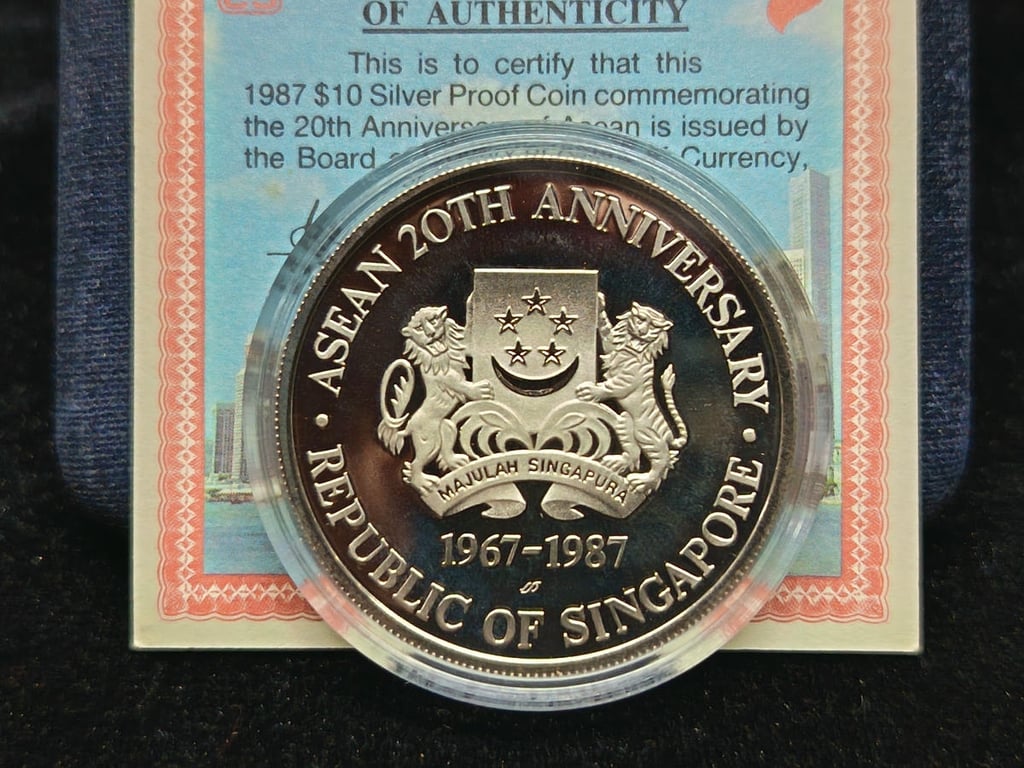 OF AUTHENTICITY
This is to certify that this
1987 $10 Silver Proof Coin commemorating
the 20th of Asean is issued by
the Board Currency,
· ASEAN 20TH ANNIVERSARY ·
MAJULAH SINGAPURA
1967-1987
REPUBLIC OF SINGAPORE